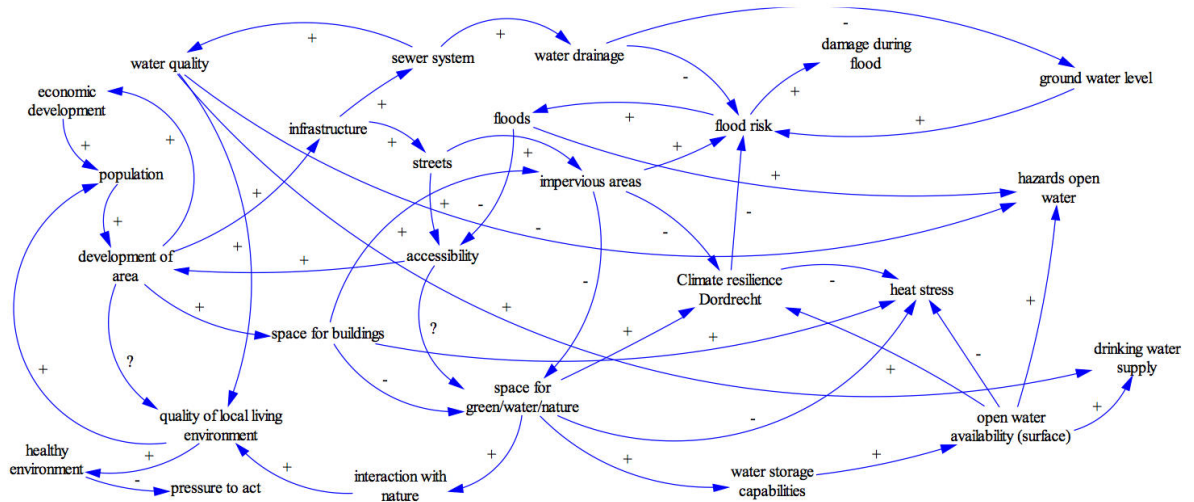 +
-
+
sewer system
+
water drainage
damage during
flood
water quality
ground water level
economic
development
-
+
+
infrastructure
+
floods
+
flood risk
+
+
+
streets
+
+
population
impervious areas
+
+
hazards open
water
+
+
+
-
-
-
-
development of
area
+
+
+
accessibility
Climate resilience
Dordrecht
-
heat stress
-
+
+
space for buildings
+
?
+
+
drinking water
supply
?
+
-
space for
green/water/nature
+
-
quality of local living
environment
-
open water
availability (surface)
+
healthy
environment
+
+
+
+
+
-
pressure to act
interaction with
nature
water storage
capabilities